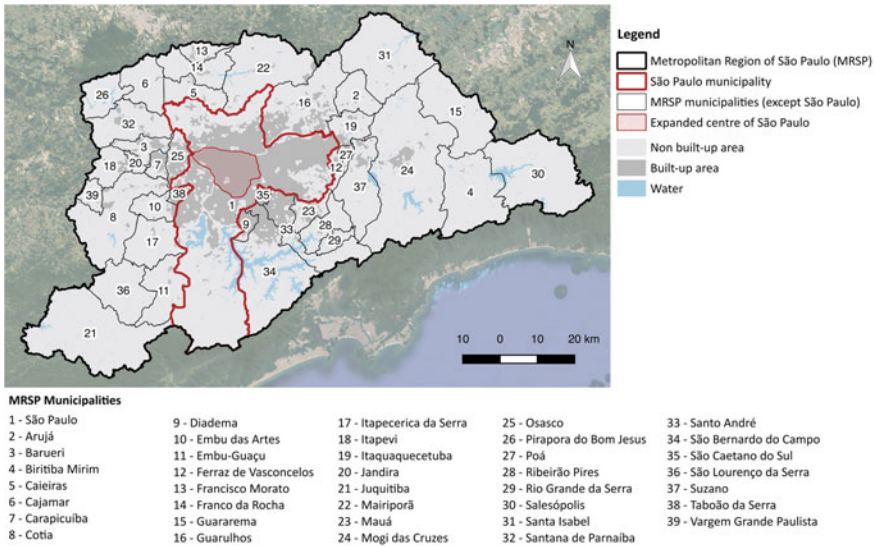 Legend
N
Metropolitan Region of São Paulo (MRSP)
São Paulo municipality
MRSP municipalities (except São Paulo)
Expanded centre of São Paulo
Non built-up area
Built-up area
Water
13
14
22
31
6
5
26
16
2
15
32
19
3
25
27
18
20
7
12
24
30
38
37
39
10
1
35
4
8
23
9
33
28
17
29
34
36
11
21
10 0 10 20 km
MRSP Municipalities
1 - São Paulo
2 - Arujá
3 - Barueri
4 - Biritiba Mirim
5 - Caieiras
6 - Cajamar
7 - Carapicuíba
8 - Cotia
9 - Diadema
10 - Embu das Artes
11 - Embu-Guaçu
12 - Ferraz de Vasconcelos
13 - Francisco Morato
14 - Franco da Rocha
15 - Guararema
16 - Guarulhos
17 - Itapecerica da Serra
18 - Itapevi
19 - Itaquaquecetuba
20 - Jandira
21 - Juquitiba
22 - Mairiporã
23 - Mauá
24 - Mogi das Cruzes
25 - Osasco
26 - Pirapora do Bom Jesus
27 - Poá
28 - Ribeirão Pires
29 - Rio Grande da Serra
30 - Salesópolis
31 - Santa Isabel
32 - Santana de Parnaíba
33 - Santo André
34 - São Bernardo do Campo
35 - São Caetano do Sul
36 - São Lourenço da Serra
37 - Suzano
38 - Taboão da Serra
39 - Vargem Grande Paulista